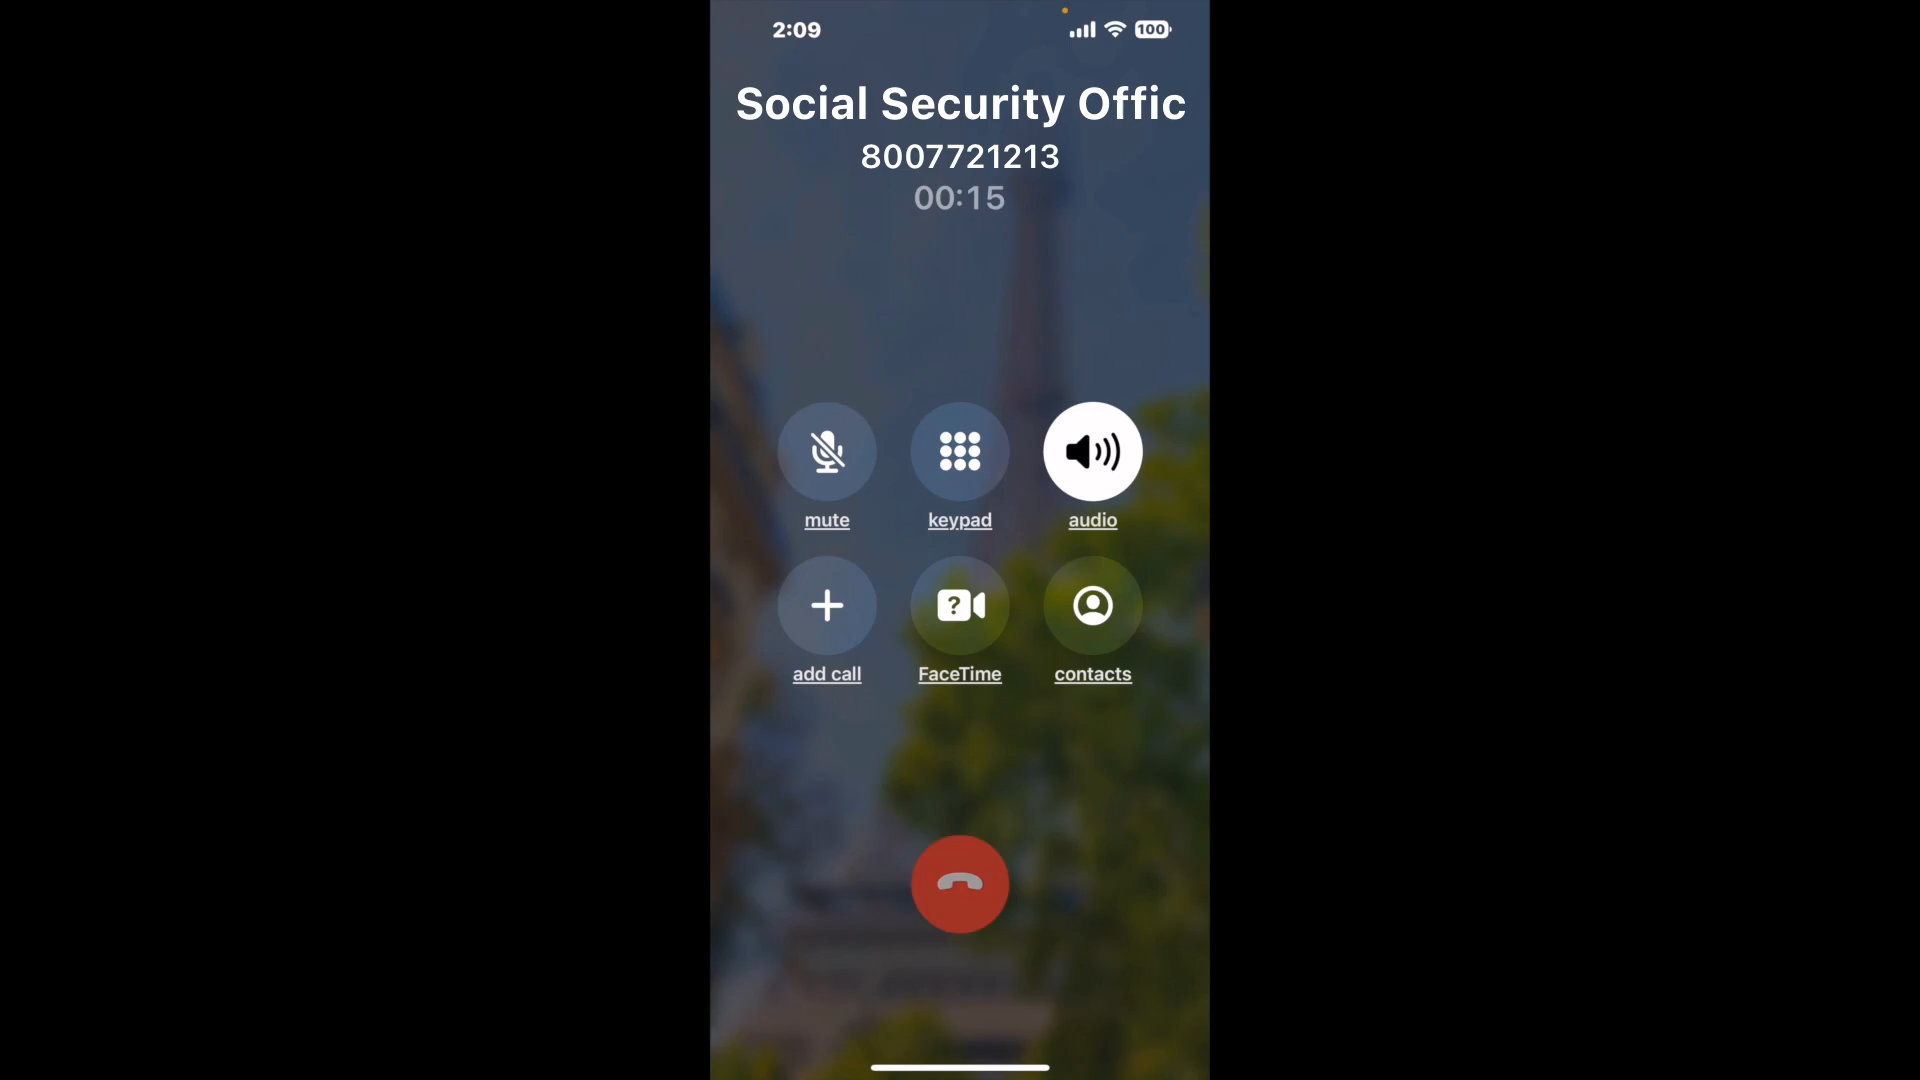 2:09
100
Social Security Offic
8007721213
00:15
mute
keypad
audio
?
add call
FaceTime
contacts